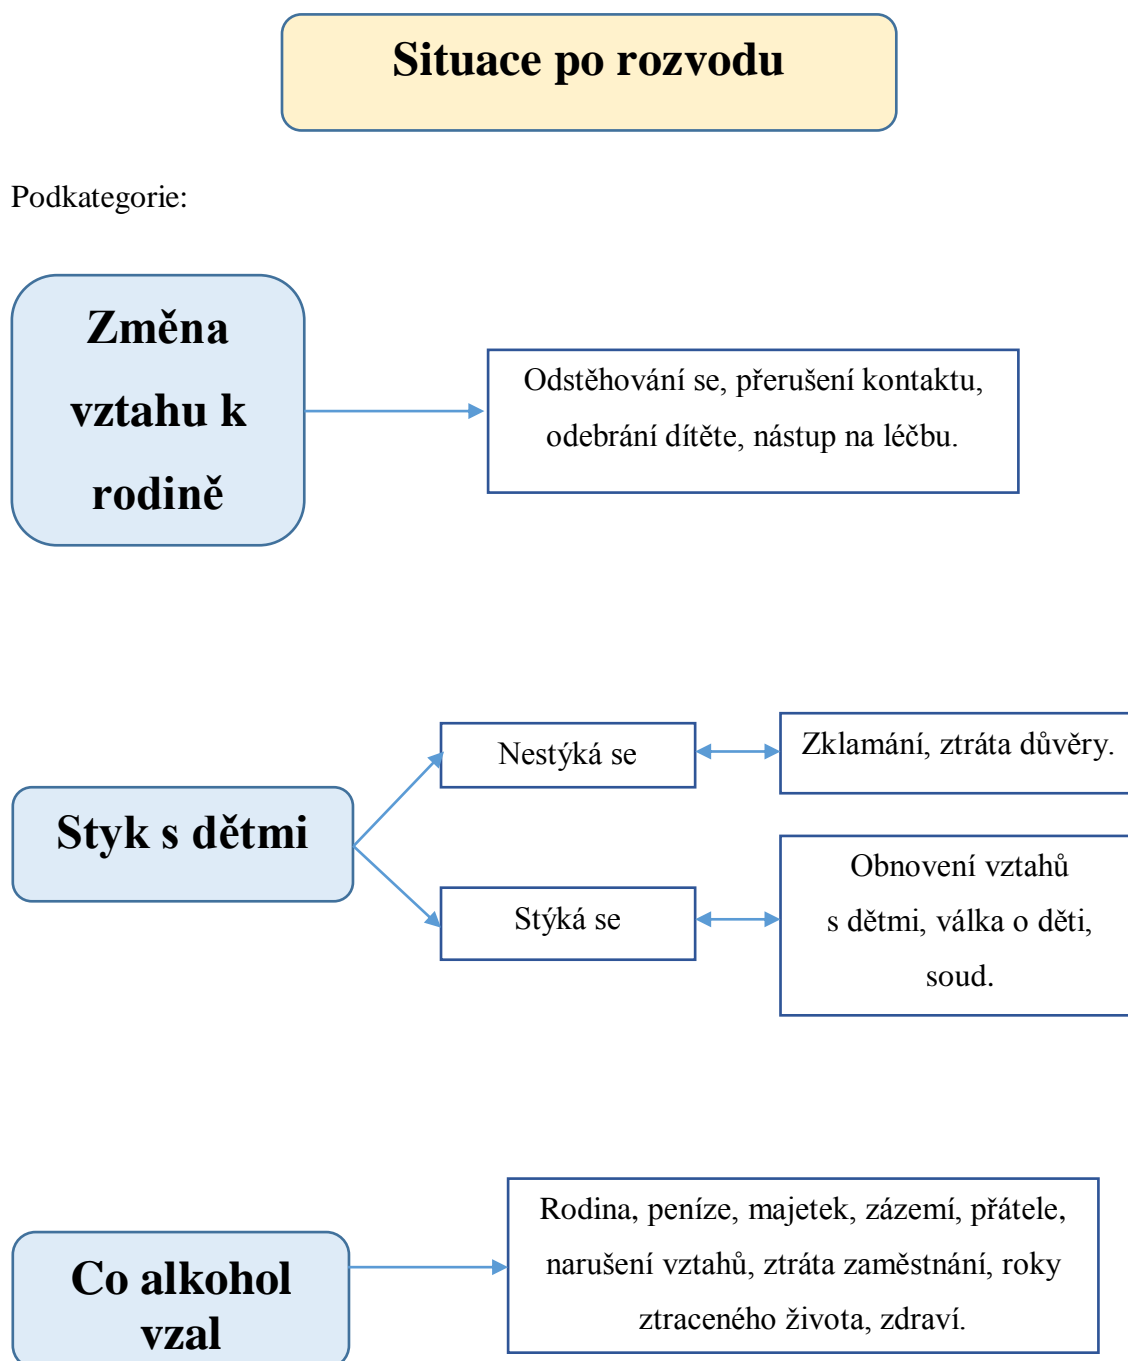 Situace po rozvodu
Podkategorie:
Změna
vztahu k
rodině
Odstěhování se, přerušení kontaktu,
odebrání dítěte, nástup na léčbu.
Styk s dětmi
Nestýká se
Zklamání, ztráta důvěry.
Stýká se
Obnovení vztahů
s dětmi, válka o děti,
soud.
Co alkohol
vzal
Rodina, peníze, majetek, zázemí, přátele,
narušení vztahů, ztráta zaměstnání, roky
ztraceného života, zdraví.